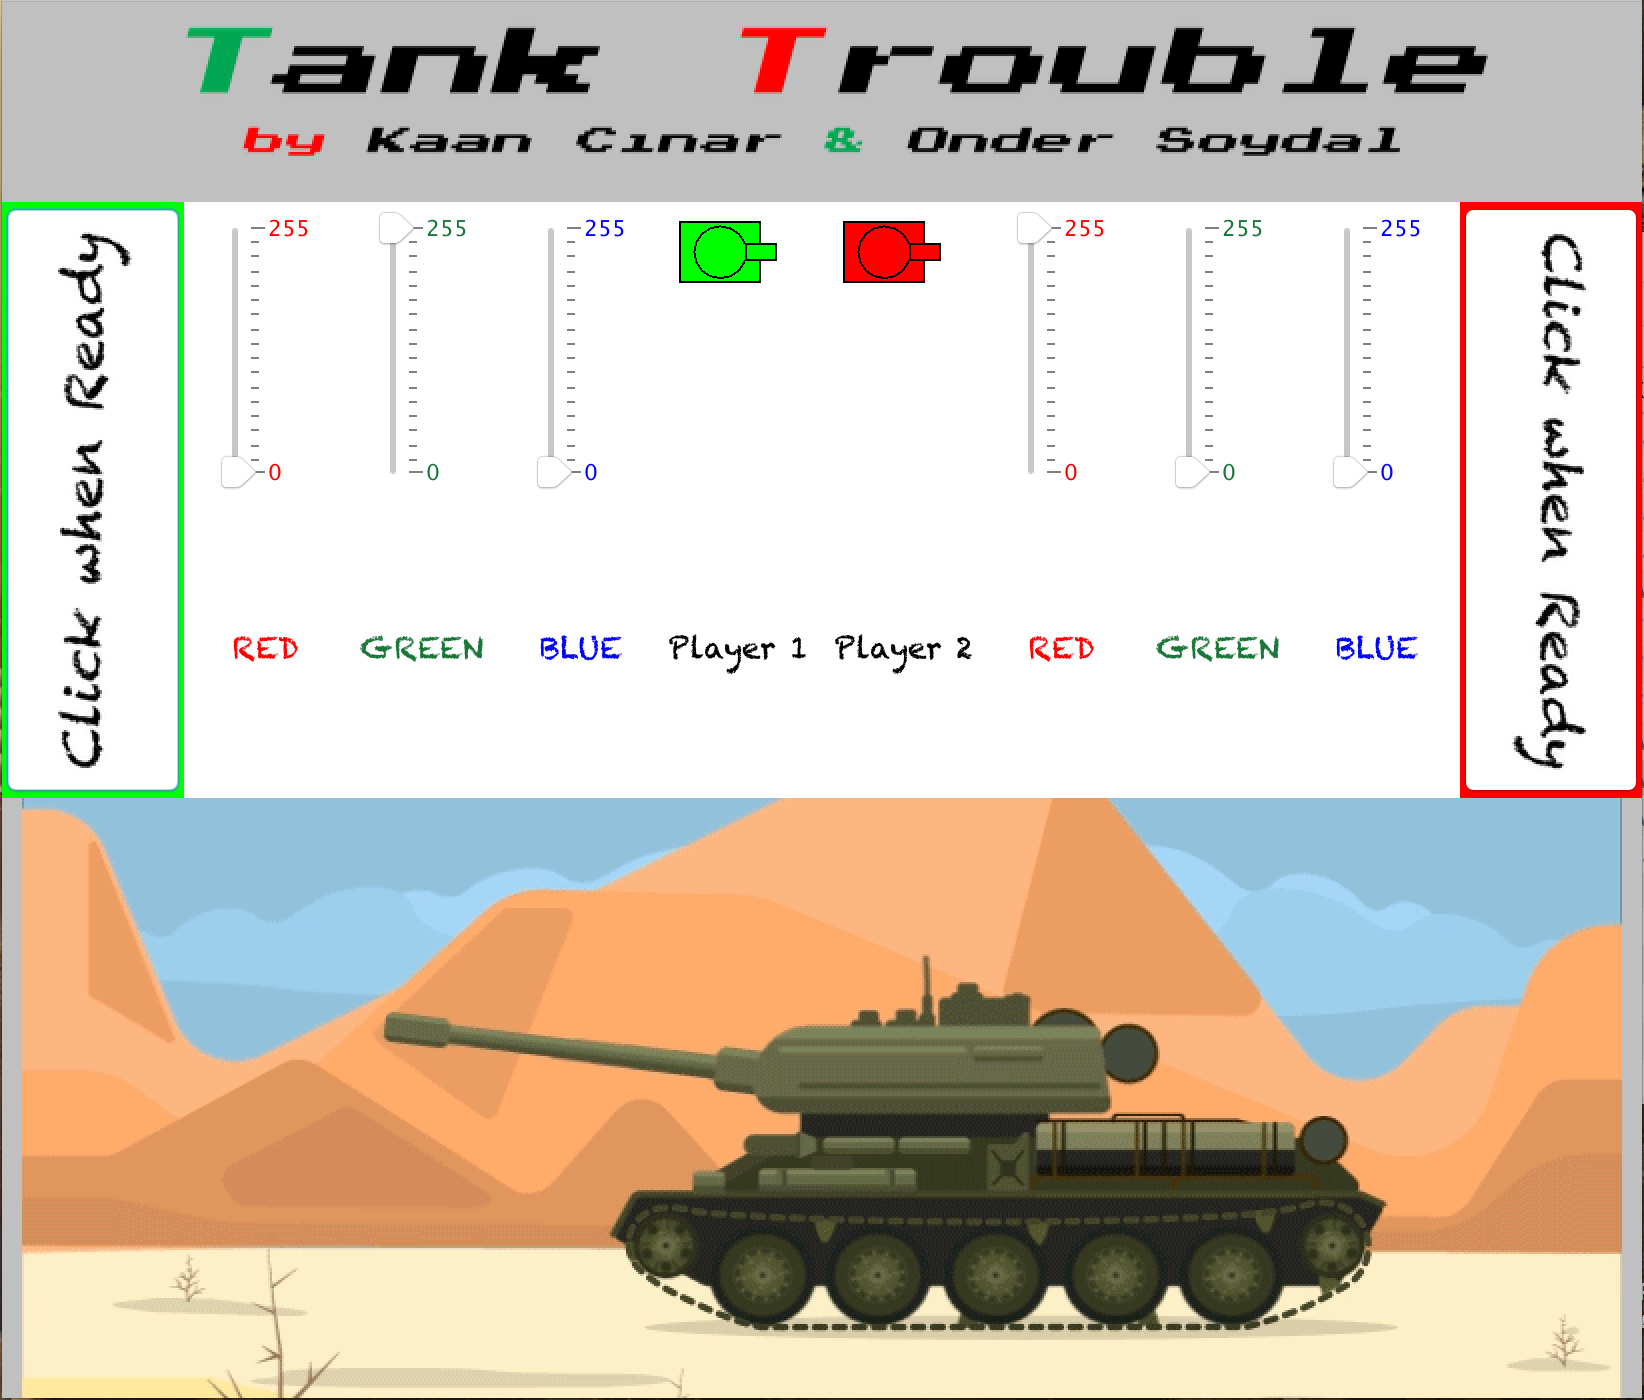 Tank Trouble
by Kaan Cınar & Onder Soydal
Click when Ready
255 255 255 255 255 255
0 0 0 0 0 0
RED GREEN BLUE Player 1 Player 2 RED GREEN BLUE
Click when Ready